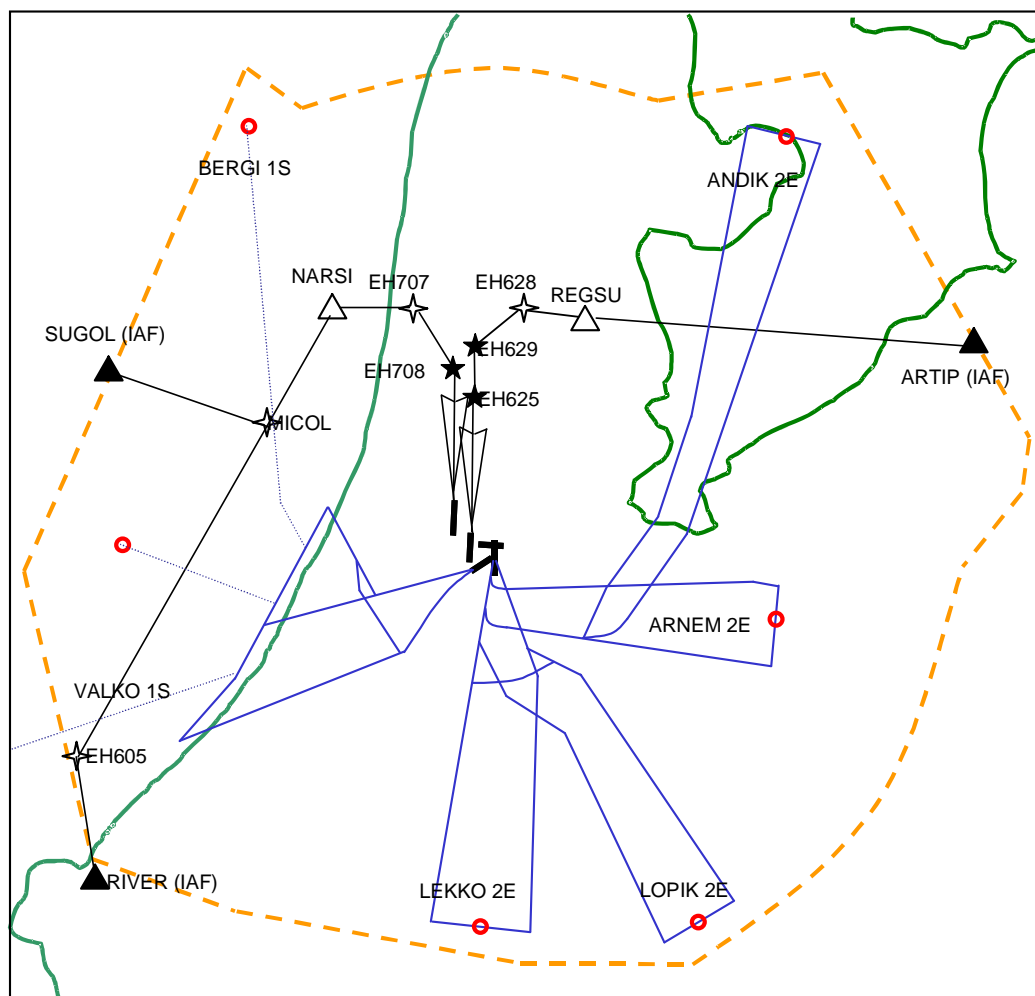 BERGI 1S
ANDIK 2E
NARSI
EH707
EH628
REGSU
SUGOL (IAF)
EH629
EH708
ARTIP (IAF)
EH625
MICOL
ARNEM 2E
VALKO 1S
EH605
RIVER (IAF)
LEKKO 2E
LOPIK 2E